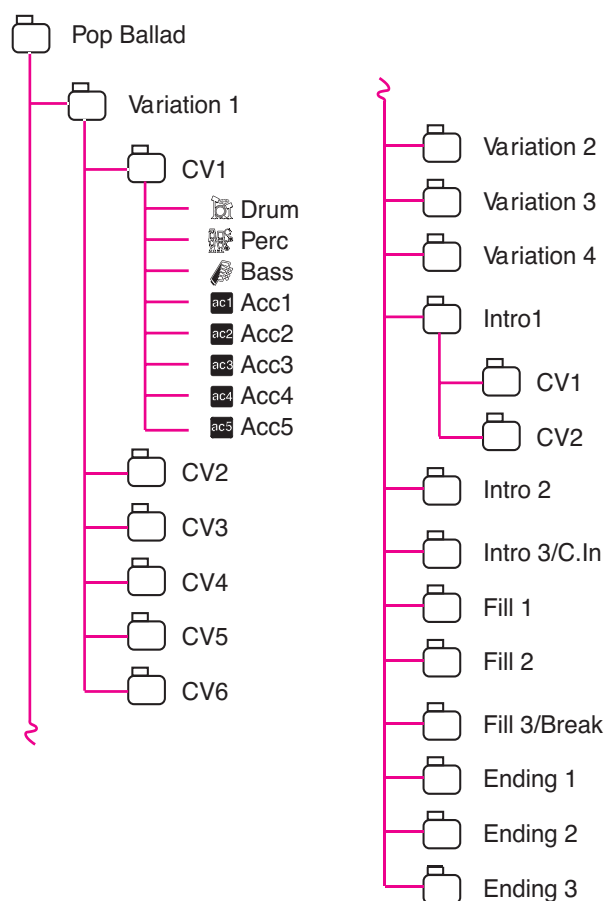 Pop Ballad
Variation 1
CV1
Drum
Perc
Bass
ac1 Acc1
ac2 Acc2
ac3 Acc3
ac4 Acc4
ac5 Acc5
CV2
CV3
CV4
CV5
CV6
Variation 2
Variation 3
Variation 4
Intro1
CV1
CV2
Intro 2
Intro 3/C.In
Fill 1
Fill 2
Fill 3/Break
Ending 1
Ending 2
Ending 3